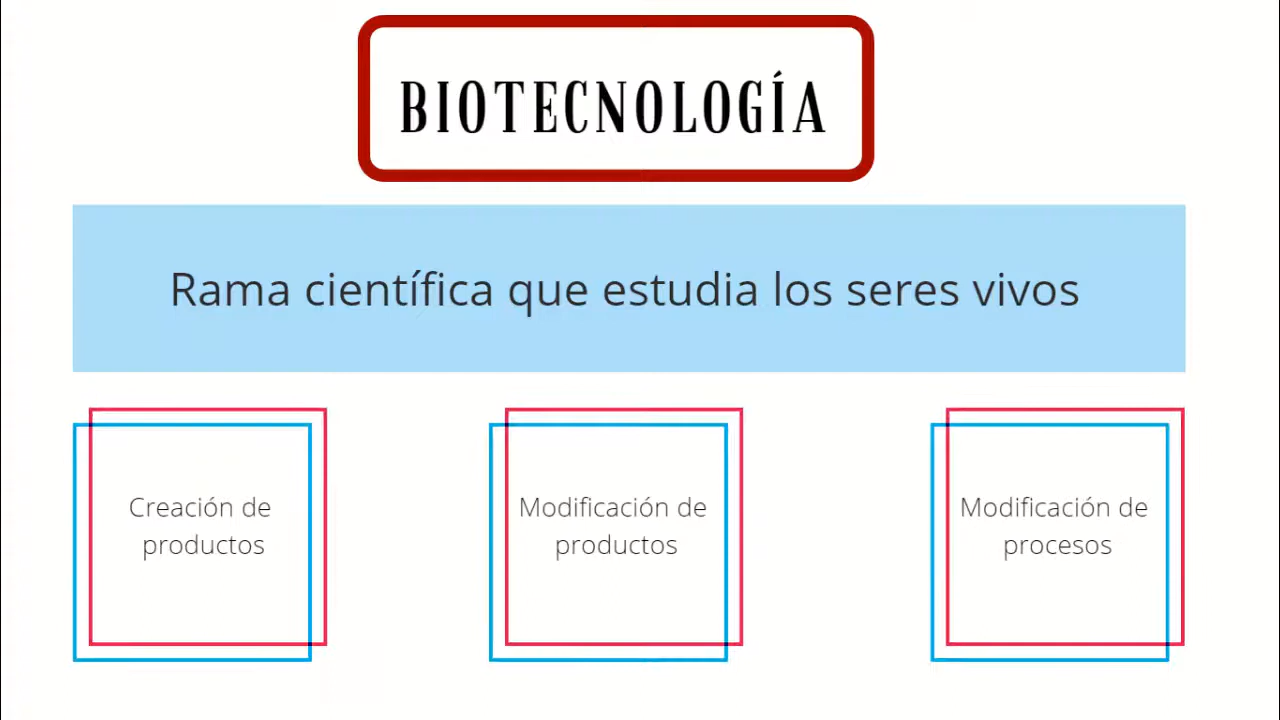 BIOTECNOLOGÍA
Rama científica que estudia los seres vivos
Creación de
productos
Modificación de
productos
Modificación de
procesos